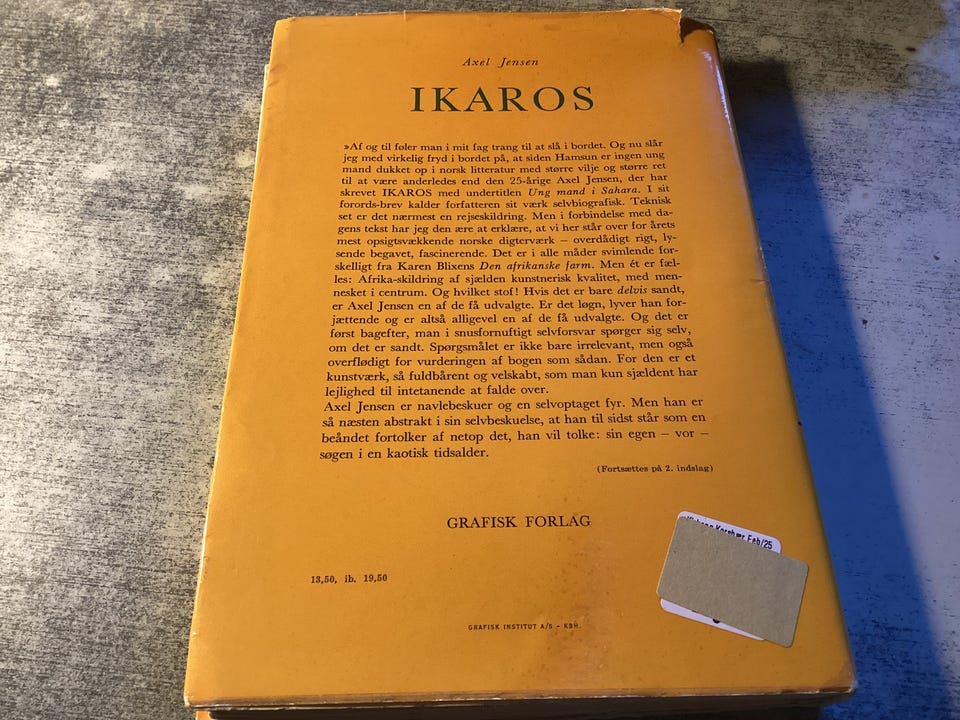 Axel Jensen
IKAROS
»Af og til føler man i mit fag trang til at slå i bordet. Og nu slår
jeg med virkelig fryd i bordet på, at siden Hamsun er ingen ung
mand dukket op i norsk litteratur med større vilje og større ret
til at være anderledes end den 25-årige Axel Jensen, der har
skrevet IKAROS med undertitlen Ung mand i Sahara. I sit
forords-brev kalder forfatteren sit værk selvbiografisk. Teknisk
set er det nærmest en rejseskildring. Men i forbindelse med da-
gens tekst har jeg den ære at erklære, at vi her står over for årets
mest opsigtsvækkende norske digterværk – overdådigt rigt, ly-
sende begavet, fascinerende. Det er i alle måder svimlende for-
skelligt fra Karen Blixens Den afrikanske farm. Men ét er fæl-
les: Afrika-skildring af sjælden kunstnerisk kvalitet, med men-
nesket i centrum. Og hvilket stof! Hvis det er bare delvis sandt,
er Axel Jensen en af de få udvalgte. Er det løgn, lyver han for-
jættende og er altså alligevel en af de få udvalgte. Og det er
først bagefter, man i snusfornuftigt selvforsvar spørger sig selv,
om det er sandt. Spørgsmålet er ikke bare irrelevant, men også
overflødigt for vurderingen af bogen som sådan. For den er et
kunstværk, så fuldbårent og velskabt, som man kun sjældent har
lejlighed til intetanende at falde over.
Axel Jensen er navlebeskuer og en selvoptaget fyr. Men han er
så næsten abstrakt i sin selvbeskuelse, at han til sidst står som en
beåndet fortolker af netop det, han vil tolke: sin egen – vor –
søgen i en kaotisk tidsalder.
(Fortsættes på 2. indslag)
GRAFISK FORLAG
Feb/25
13,50, ib. 19,50
GRAFISK INSTITUT A/S – KBH.